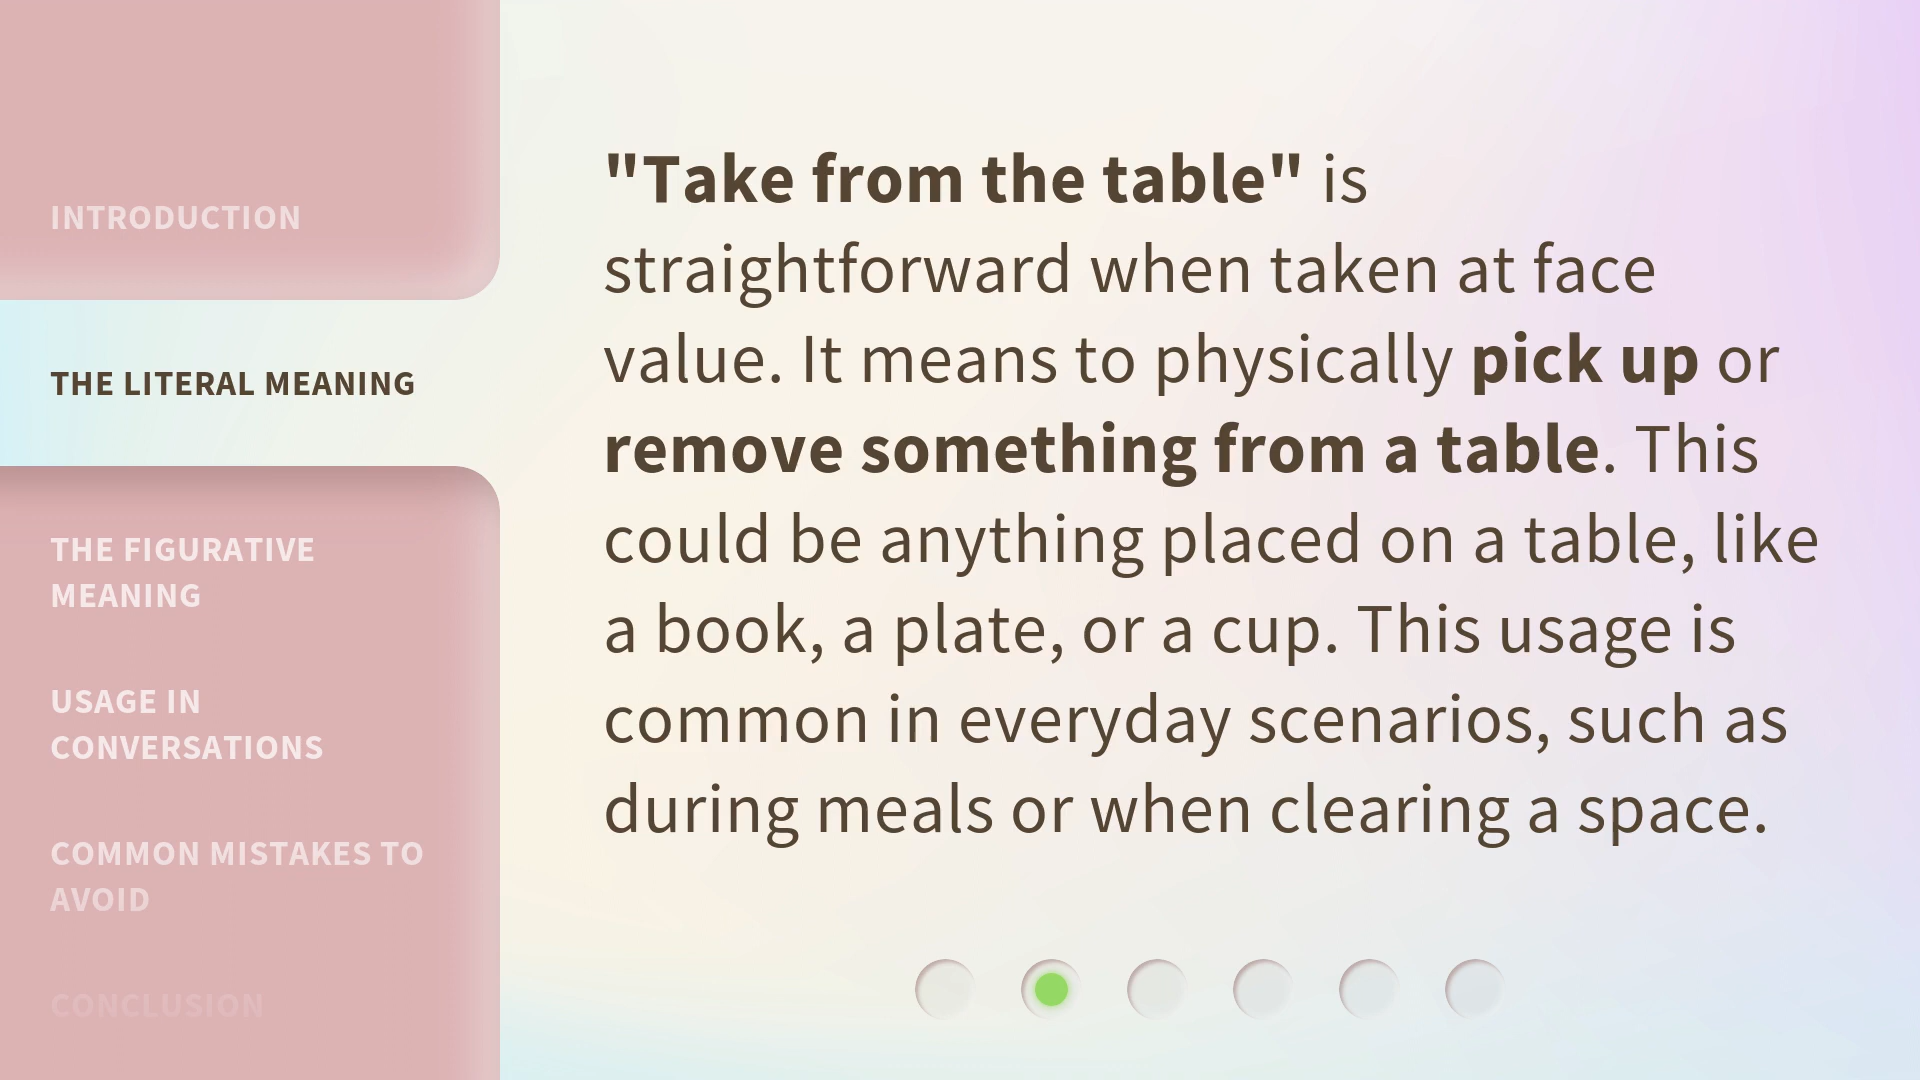 INTRODUCTION
THE LITERAL MEANING
THE FIGURATIVE
MEANING
USAGE IN
CONVERSATIONS
COMMON MISTAKES TO
AVOID
CONCLUSION
"Take from the table" is
straightforward when taken at face
value. It means to physically pick up or
remove something from a table. This
could be anything placed on a table, like
a book, a plate, or a cup. This usage is
common in everyday scenarios, such as
during meals or when clearing a space.